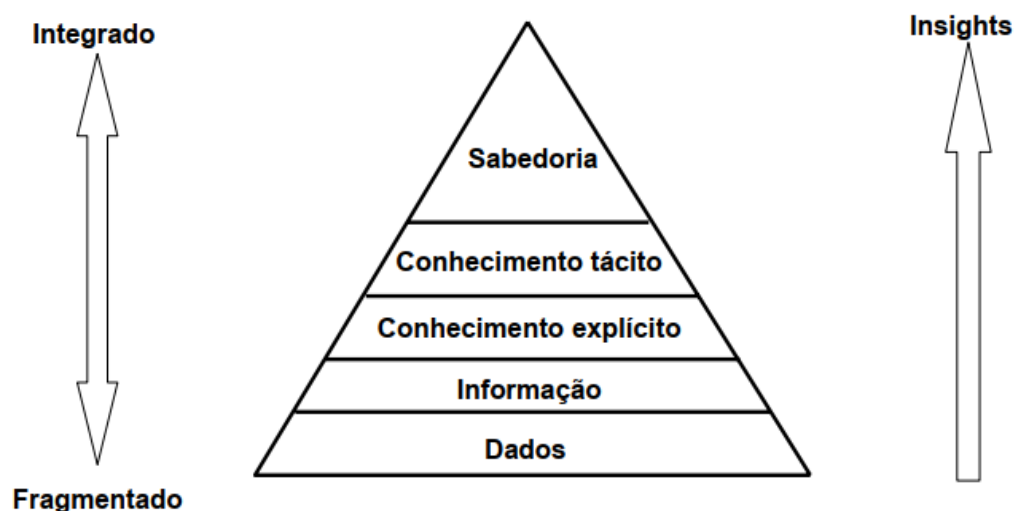 Integrado
Insights
Sabedoria
Conhecimento tácito
Conhecimento explícito
Informação
Dados
Fragmentado